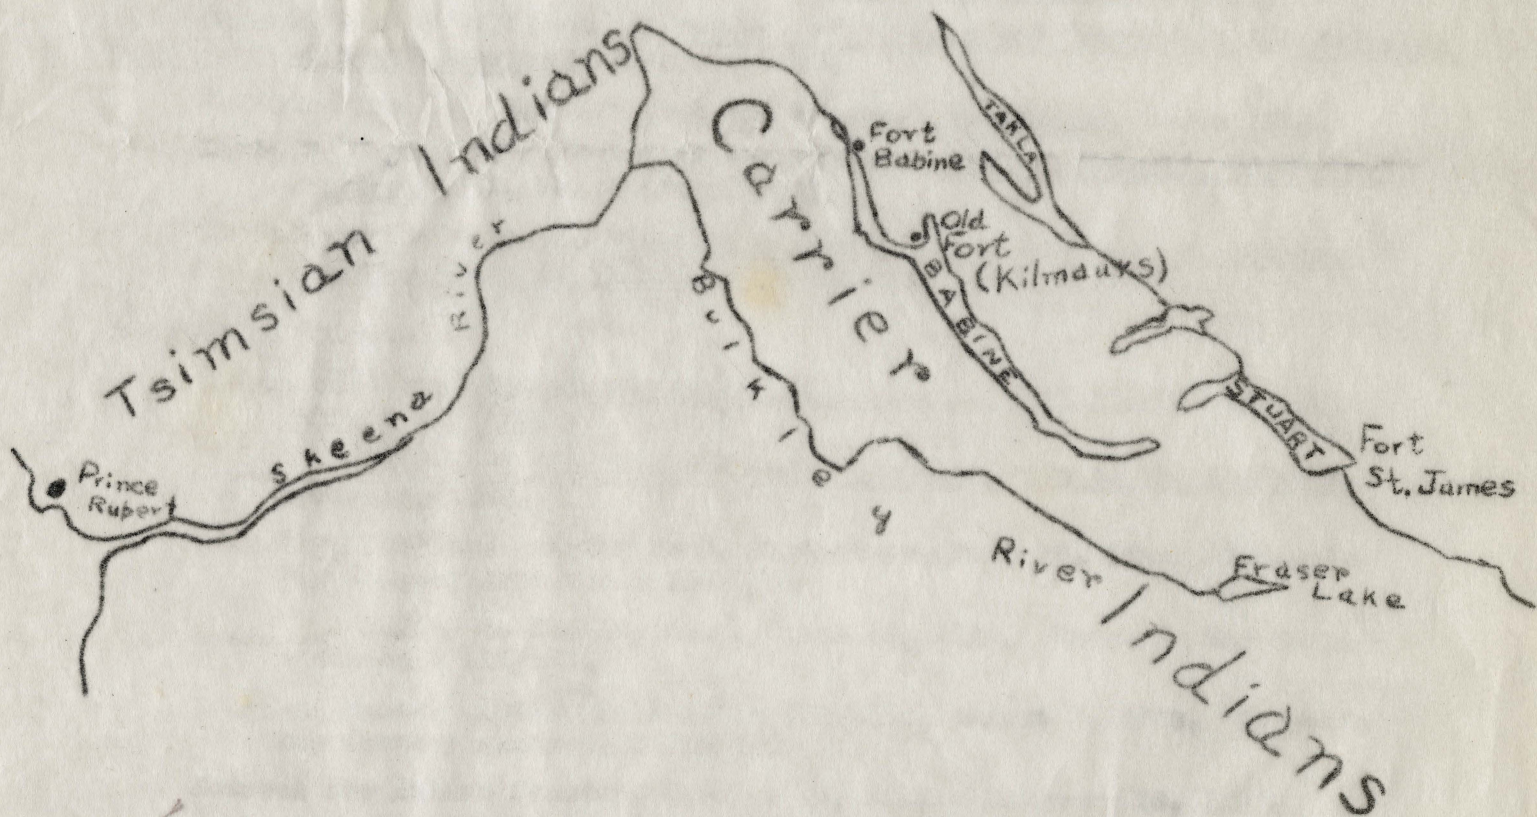 Tsimsian Indians
Carrier Indians
TAKLA
Fort
Babine
Old
Fort
(Kilmaurs)
BABINE
STUART
Fort
St. James
Skeena River
Prince
Rupert
Bulkley River
Fraser
Lake